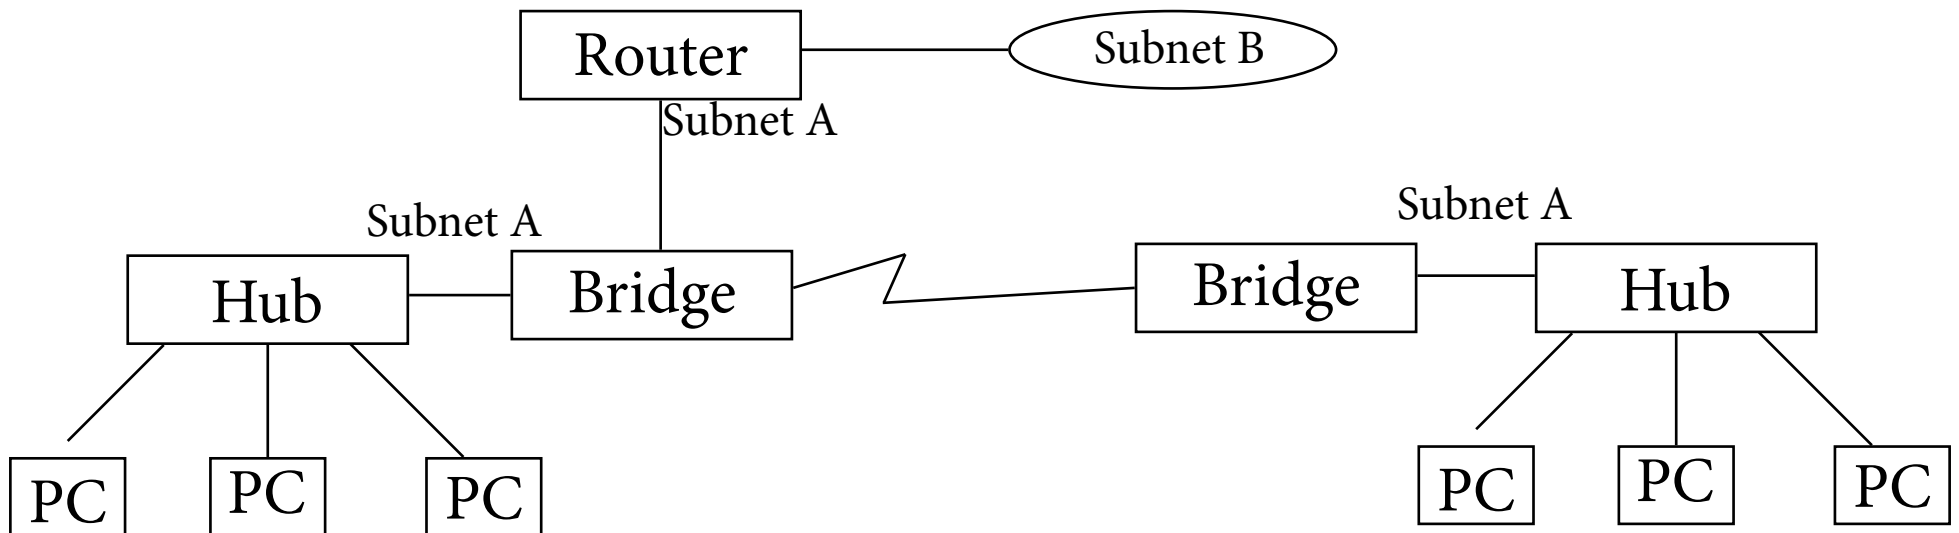 Router
Subnet B
Subnet A
Subnet A
Subnet A
Hub
Bridge
Bridge
Hub
PC
PC
PC
PC
PC
PC